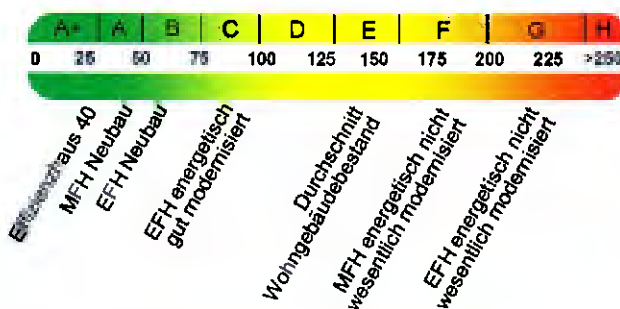 A+ A B C D E F G H
0 25 50 75 100 125 150 175 200 225 >250
Effizienzhaus 40
MFH Neubau
EFH Neubau
EFH energetisch
gut modernisiert
Durchschnitt
Wohngebäudebestand
MFH energetisch nicht
wesentlich modernisiert
EFH energetisch nicht
wesentlich modernisiert